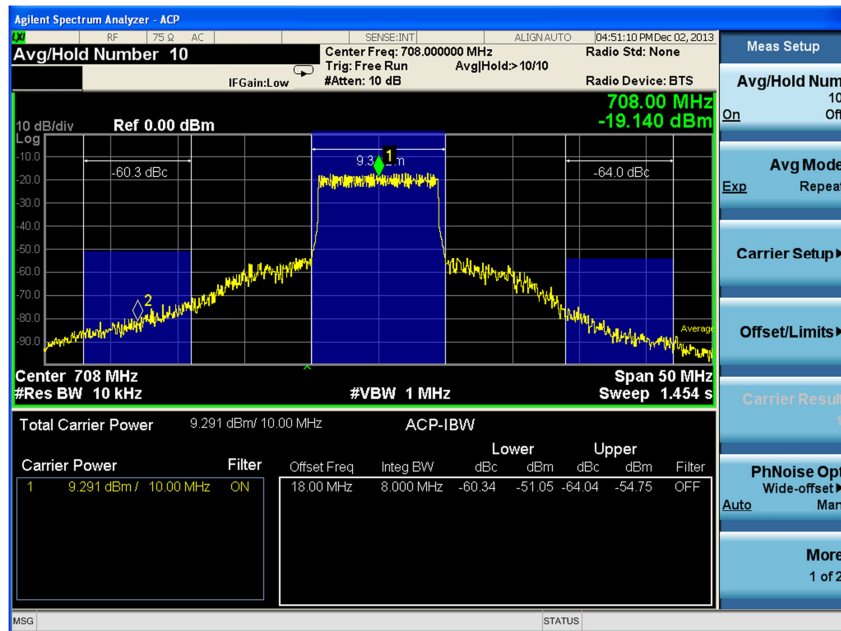 Agilent Spectrum Analyzer - ACP
LXI RF 75 Ω AC SENSE:INT ALIGN AUTO 04:51:10 PM Dec 02, 2013
Avg/Hold Number 10
Center Freq: 708.000000 MHz
Radio Std: None
Trig: Free Run
Avg|Hold:>10/10
IFGain:Low
#Atten: 10 dB
Radio Device: BTS
708.00 MHz
-19.140 dBm
10 dB/div
Ref 0.00 dBm
Log
-10.0
-20.0
-30.0
-40.0
-50.0
-60.0
-70.0
-80.0
-90.0
-60.3 dBc
1
-64.0 dBc
2
Average
Center 708 MHz
Span 50 MHz
#Res BW 10 kHz
#VBW 1 MHz
Sweep 1.454 s
Total Carrier Power 9.291 dBm/ 10.00 MHz
ACP-IBW
Lower Upper
Carrier Power Filter
Offset Freq Integ BW dBc dBm dBc dBm Filter
1 9.291 dBm / 10.00 MHz ON
18.00 MHz 8.000 MHz -60.34 -51.05 -64.04 -54.75 OFF
MSG
STATUS
Meas Setup
Avg/Hold Num
10
On Off
Avg Mode
Exp Repeat
Carrier Setup
Offset/Limits
Carrier Result
PhNoise Opt
Wide-offset
Auto Man
More
1 of 2